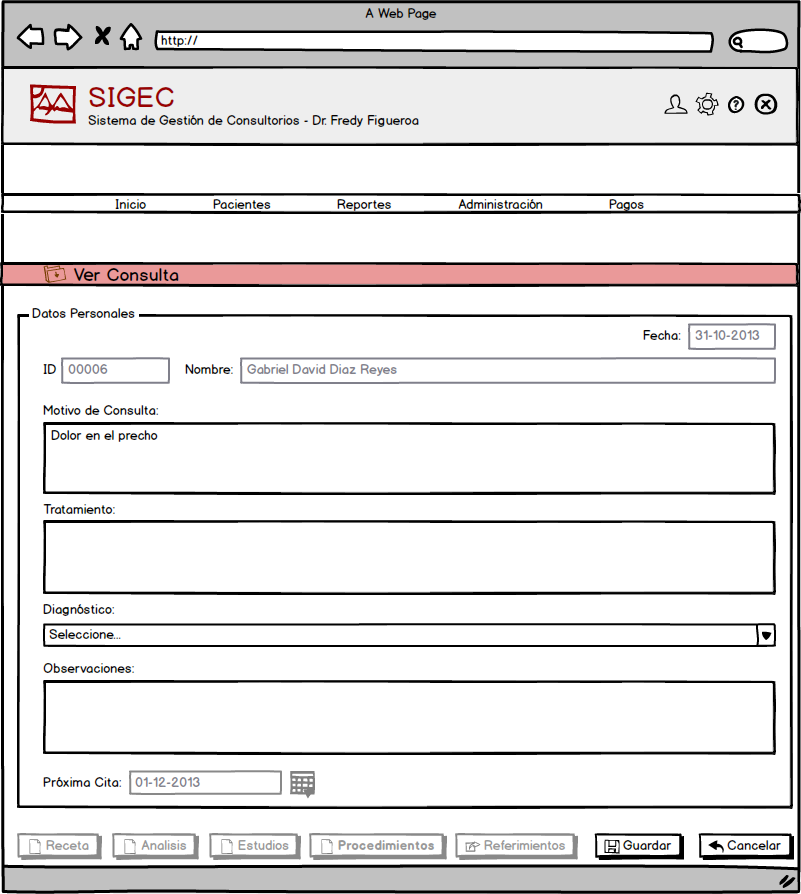 A Web Page
http://
SIGEC
Sistema de Gestión de Consultorios - Dr. Fredy Figueroa
Inicio Pacientes Reportes Administración Pagos
Ver Consulta
Datos Personales
Fecha: 31-10-2013
ID 00006 Nombre: Gabriel David Diaz Reyes
Motivo de Consulta:
Dolor en el precho
Tratamiento:
Diagnóstico:
Seleccione...
Observaciones:
Próxima Cita: 01-12-2013
Receta Analisis Estudios Procedimientos Referimientos Guardar Cancelar